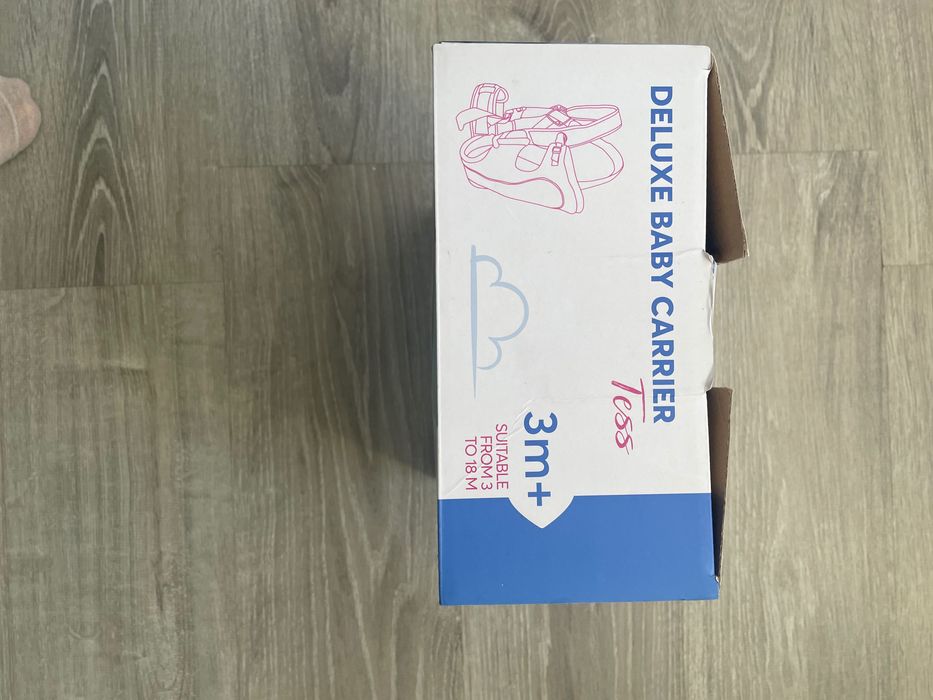 DELUXE BABY CARRIER
Tess
3m+
SUITABLE
FROM 3
TO 18 M